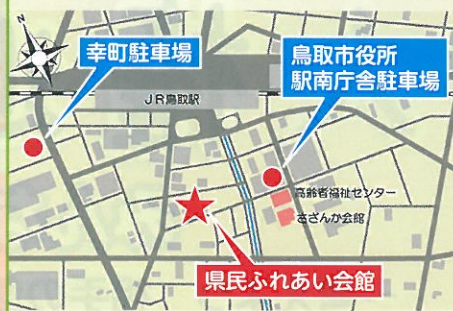 N
幸町駐車場
鳥取市役所
駅南庁舎駐車場
JR鳥取駅
高齢者福祉センター
さざんか会館
県民ふれあい会館